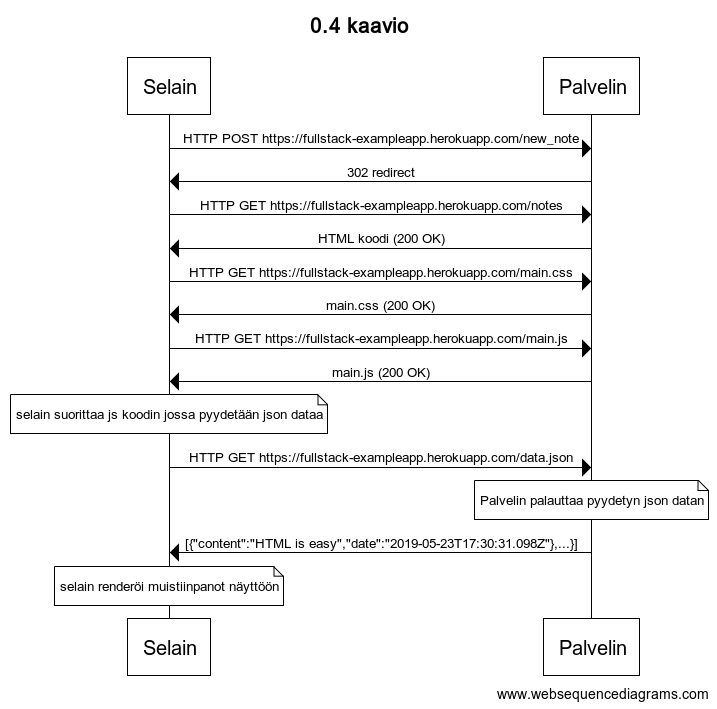 0.4 kaavio
Selain
Palvelin
HTTP POST https://fullstack-exampleapp.herokuapp.com/new_note
302 redirect
HTTP GET https://fullstack-exampleapp.herokuapp.com/notes
HTML koodi (200 OK)
HTTP GET https://fullstack-exampleapp.herokuapp.com/main.css
main.css (200 OK)
HTTP GET https://fullstack-exampleapp.herokuapp.com/main.js
main.js (200 OK)
selain suorittaa js koodin jossa pyydetään json dataa
HTTP GET https://fullstack-exampleapp.herokuapp.com/data.json
Palvelin palauttaa pyydetyn json datan
[{"content":"HTML is easy","date":"2019-05-23T17:30:31.098Z"},...}]
selain renderöi muistiinpanot näyttöön
Selain
Palvelin
www.websequencediagrams.com